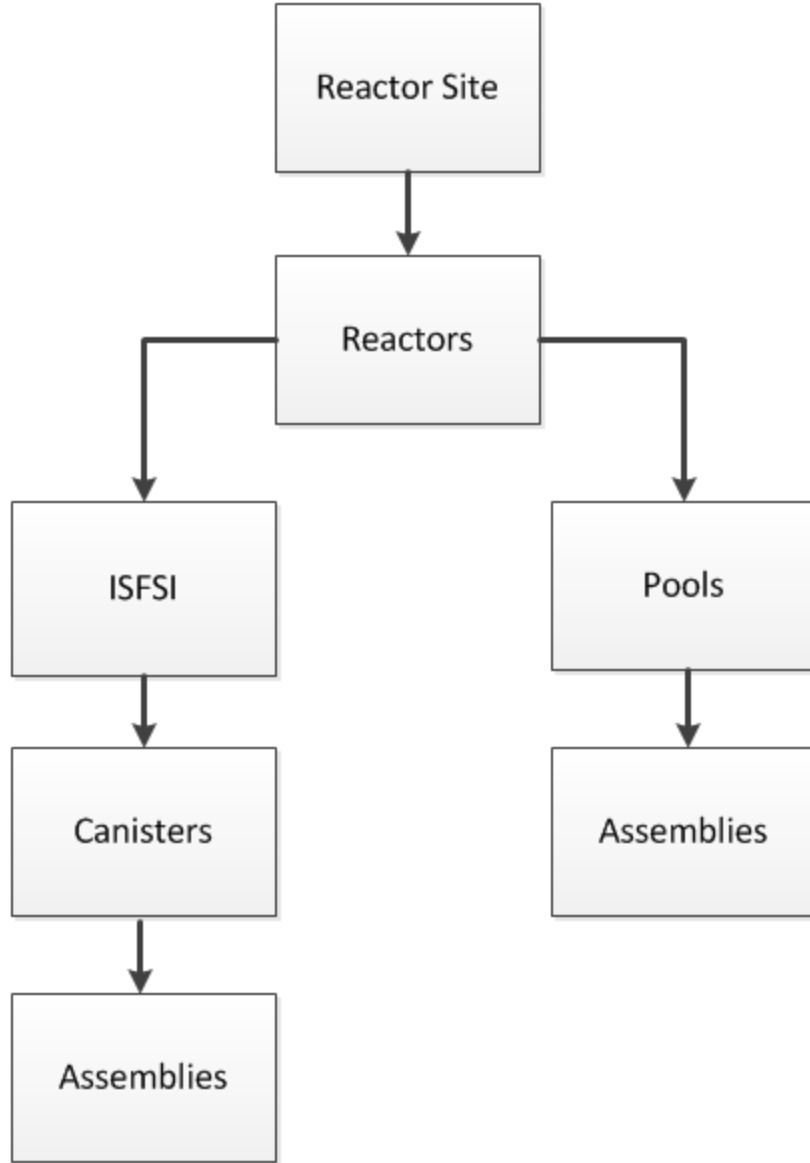 Reactor Site
Reactors
ISFSI
Pools
Canisters
Assemblies
Assemblies